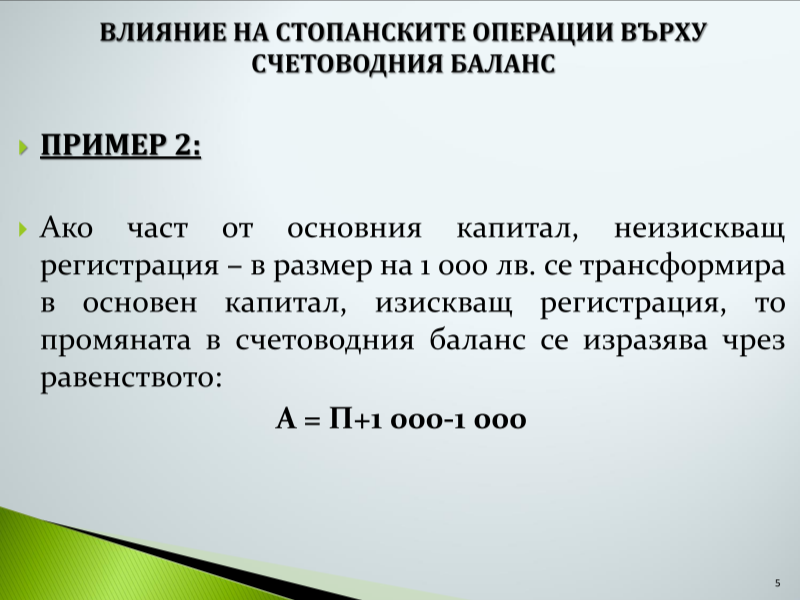 ВЛИЯНИЕ НА СТОПАНСКИТЕ ОПЕРАЦИИ ВЪРХУ
СЧЕТОВОДНИЯ БАЛАНС
ПРИМЕР 2:
Ако част от основния капитал, неизискващ
регистрация – в размер на 1 000 лв. се трансформира
в основен капитал, изискващ регистрация, то
промяната в счетоводния баланс се изразява чрез
равенството:
А = П+1 000-1 000
5